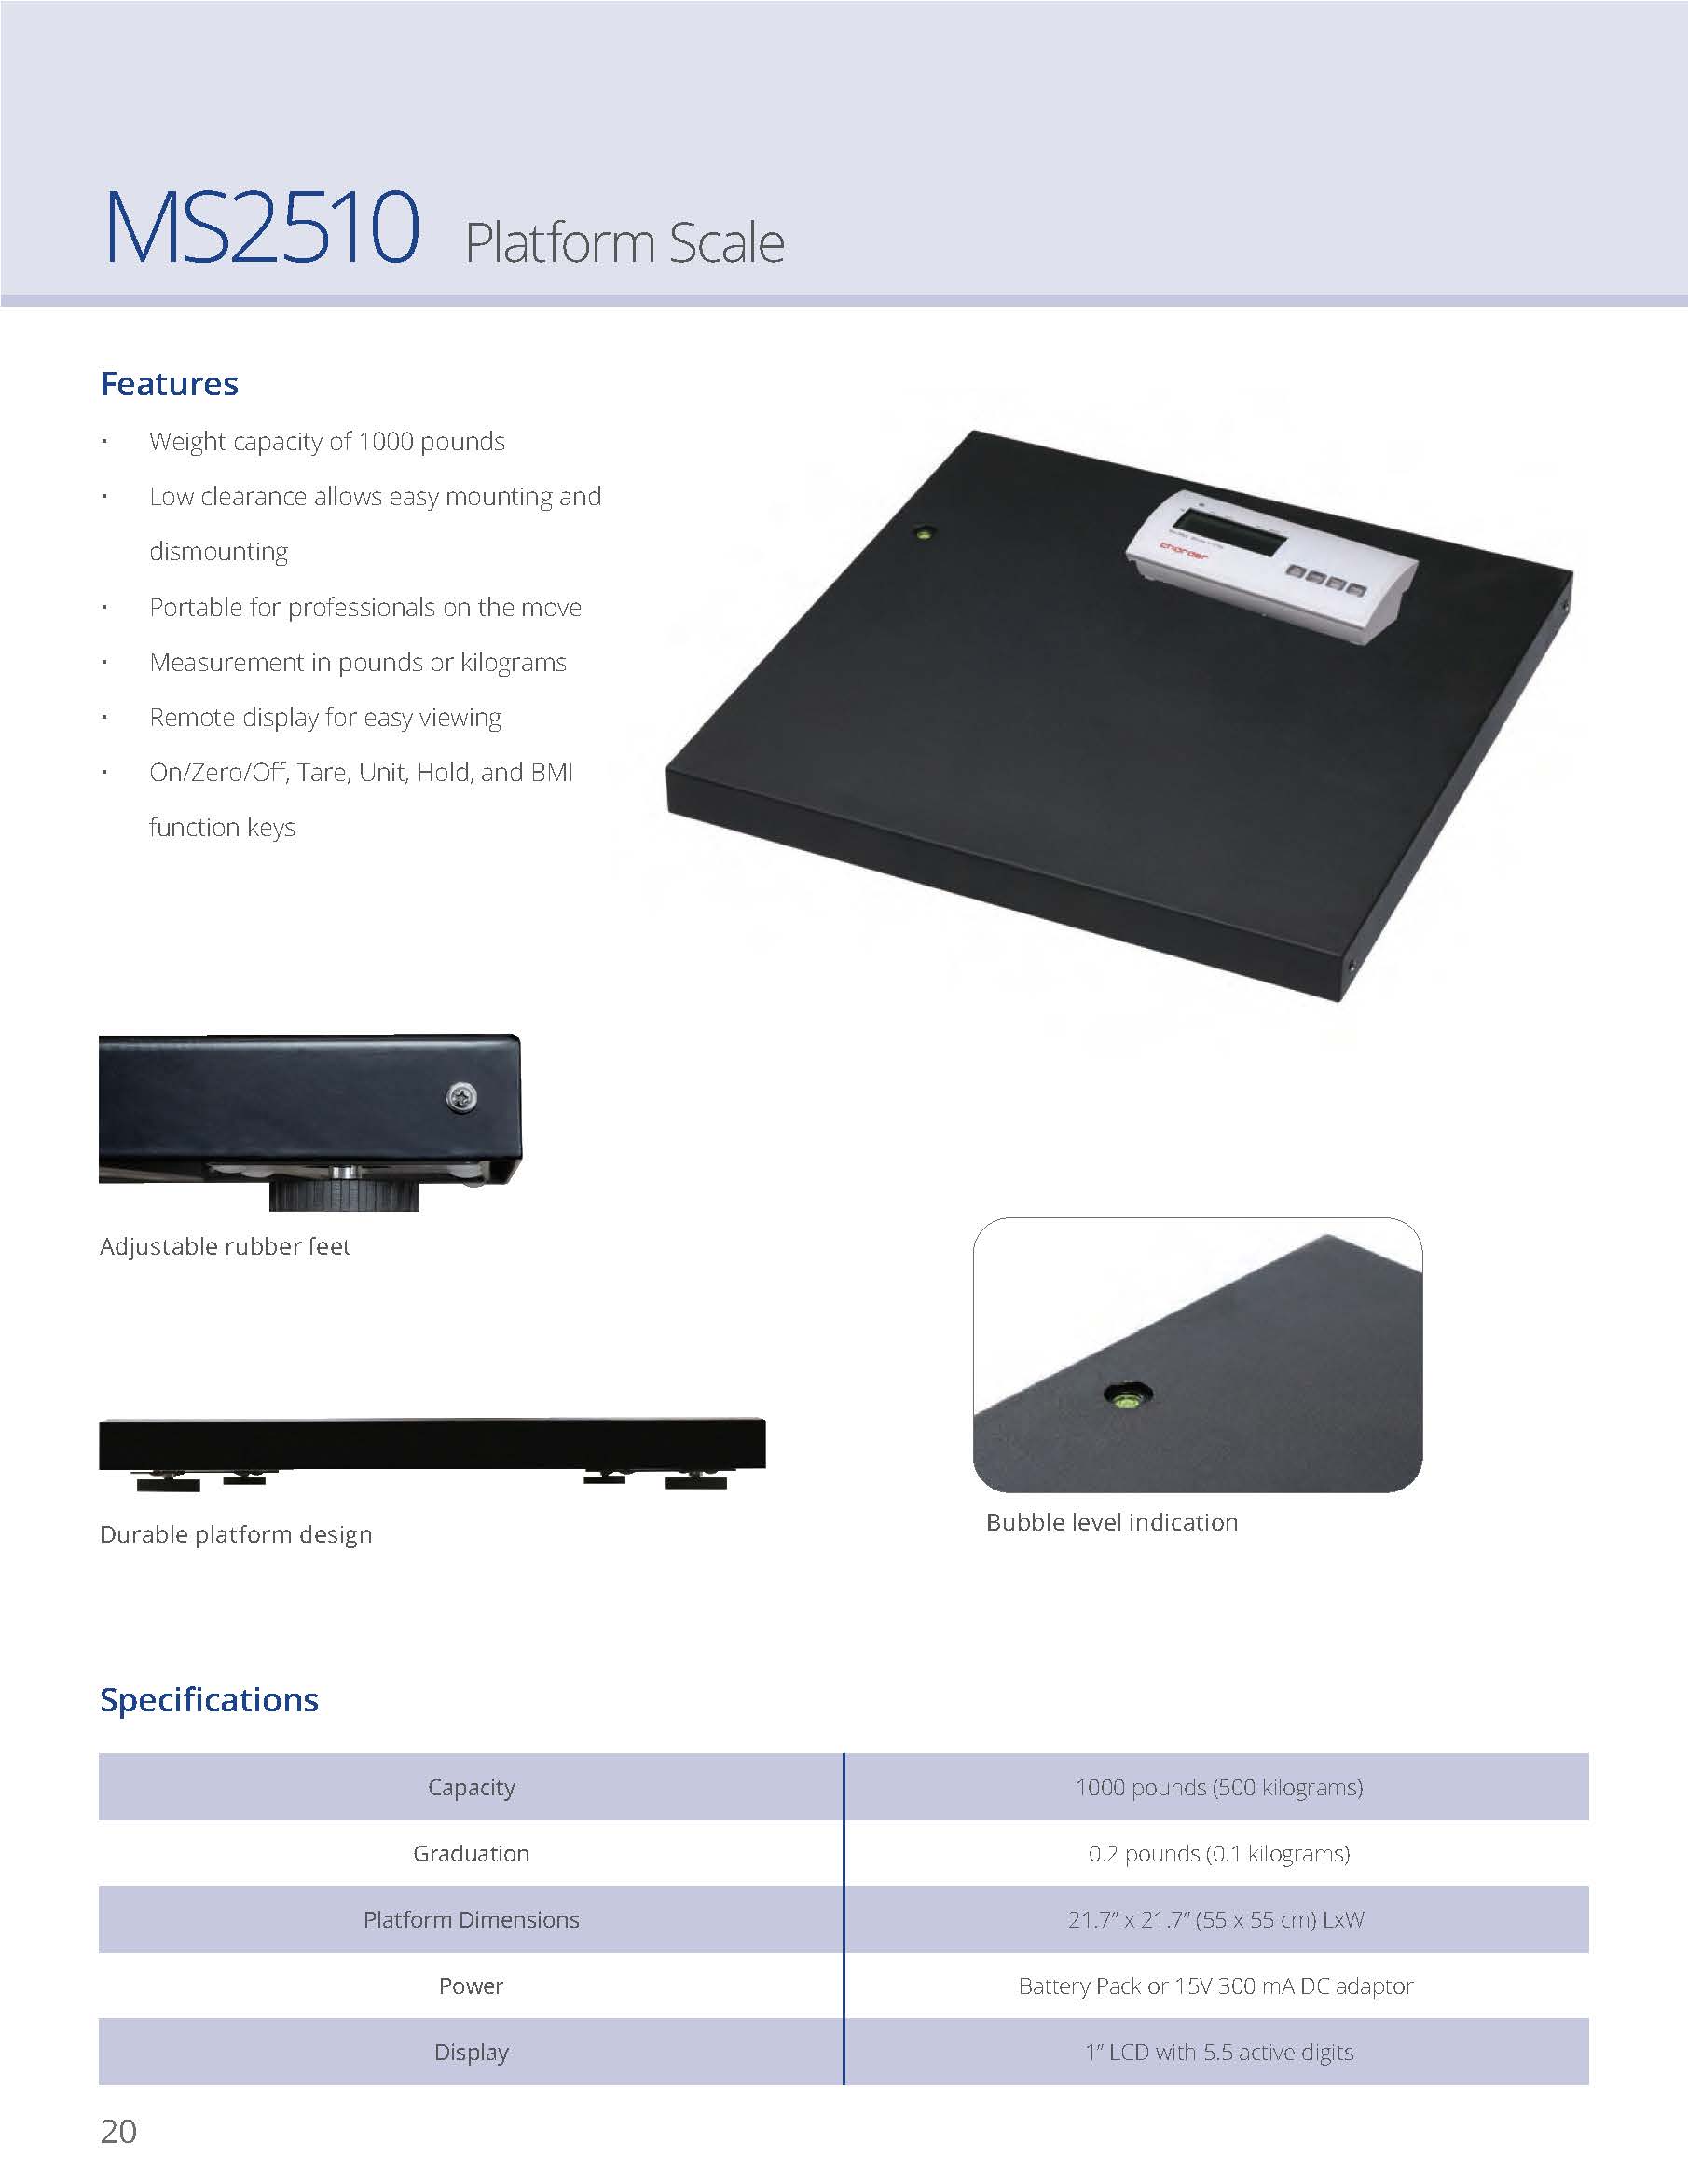 MS2510 Platform Scale
Features
· Weight capacity of 1000 pounds
· Low clearance allows easy mounting and
dismounting
· Portable for professionals on the move
· Measurement in pounds or kilograms
· Remote display for easy viewing
· On/Zero/Off, Tare, Unit, Hold, and BMI
function keys
charder
Adjustable rubber feet
Durable platform design
Bubble level indication
Specifications
Capacity 1000 pounds (500 kilograms)
Graduation 0.2 pounds (0.1 kilograms)
Platform Dimensions 21.7” x 21.7” (55 x 55 cm) LxW
Power Battery Pack or 15V 300 mA DC adaptor
Display 1” LCD with 5.5 active digits
20